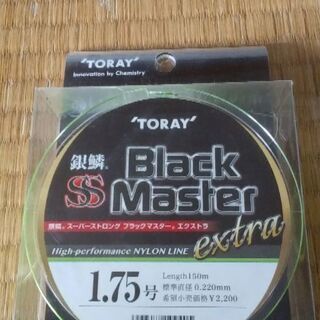 'TORAY'
Innovation by Chemistry
'TORAY'
銀鱗® SS Black Master
銀鱗® スーパーストロング ブラックマスター® エクストラ
extra
High-performance NYLON LINE
1.75号
Length150m
標準直径 0.220mm
希望小売価格 ¥2,200